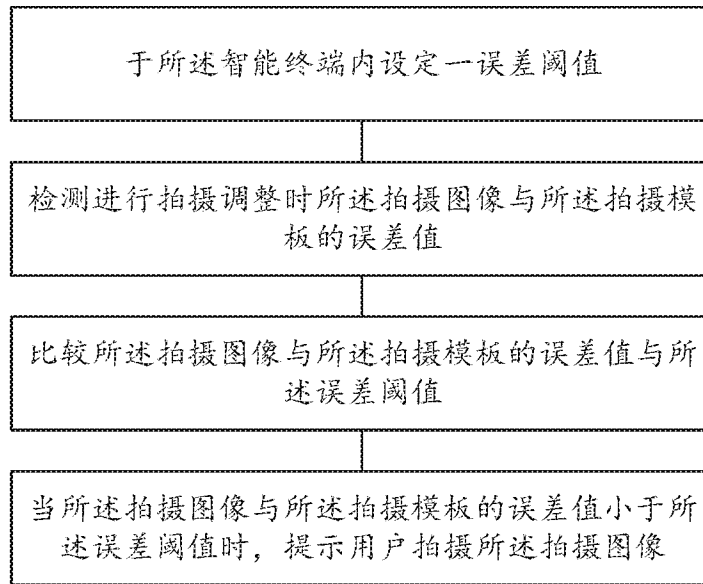 于所述智能终端内设定一误差阈值
检测进行拍摄调整时所述拍摄图像与所述拍摄模
板的误差值
比较所述拍摄图像与所述拍摄模板的误差值与所
述误差阈值
当所述拍摄图像与所述拍摄模板的误差值小于所
述误差阈值时，提示用户拍摄所述拍摄图像